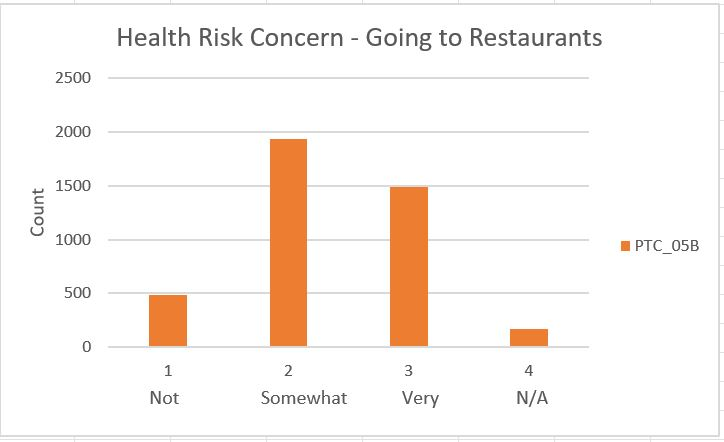 Health Risk Concern - Going to Restaurants
2500
2000
1500
1000
500
0
Count
1 2 3 4
Not Somewhat Very N/A
PTC_05B